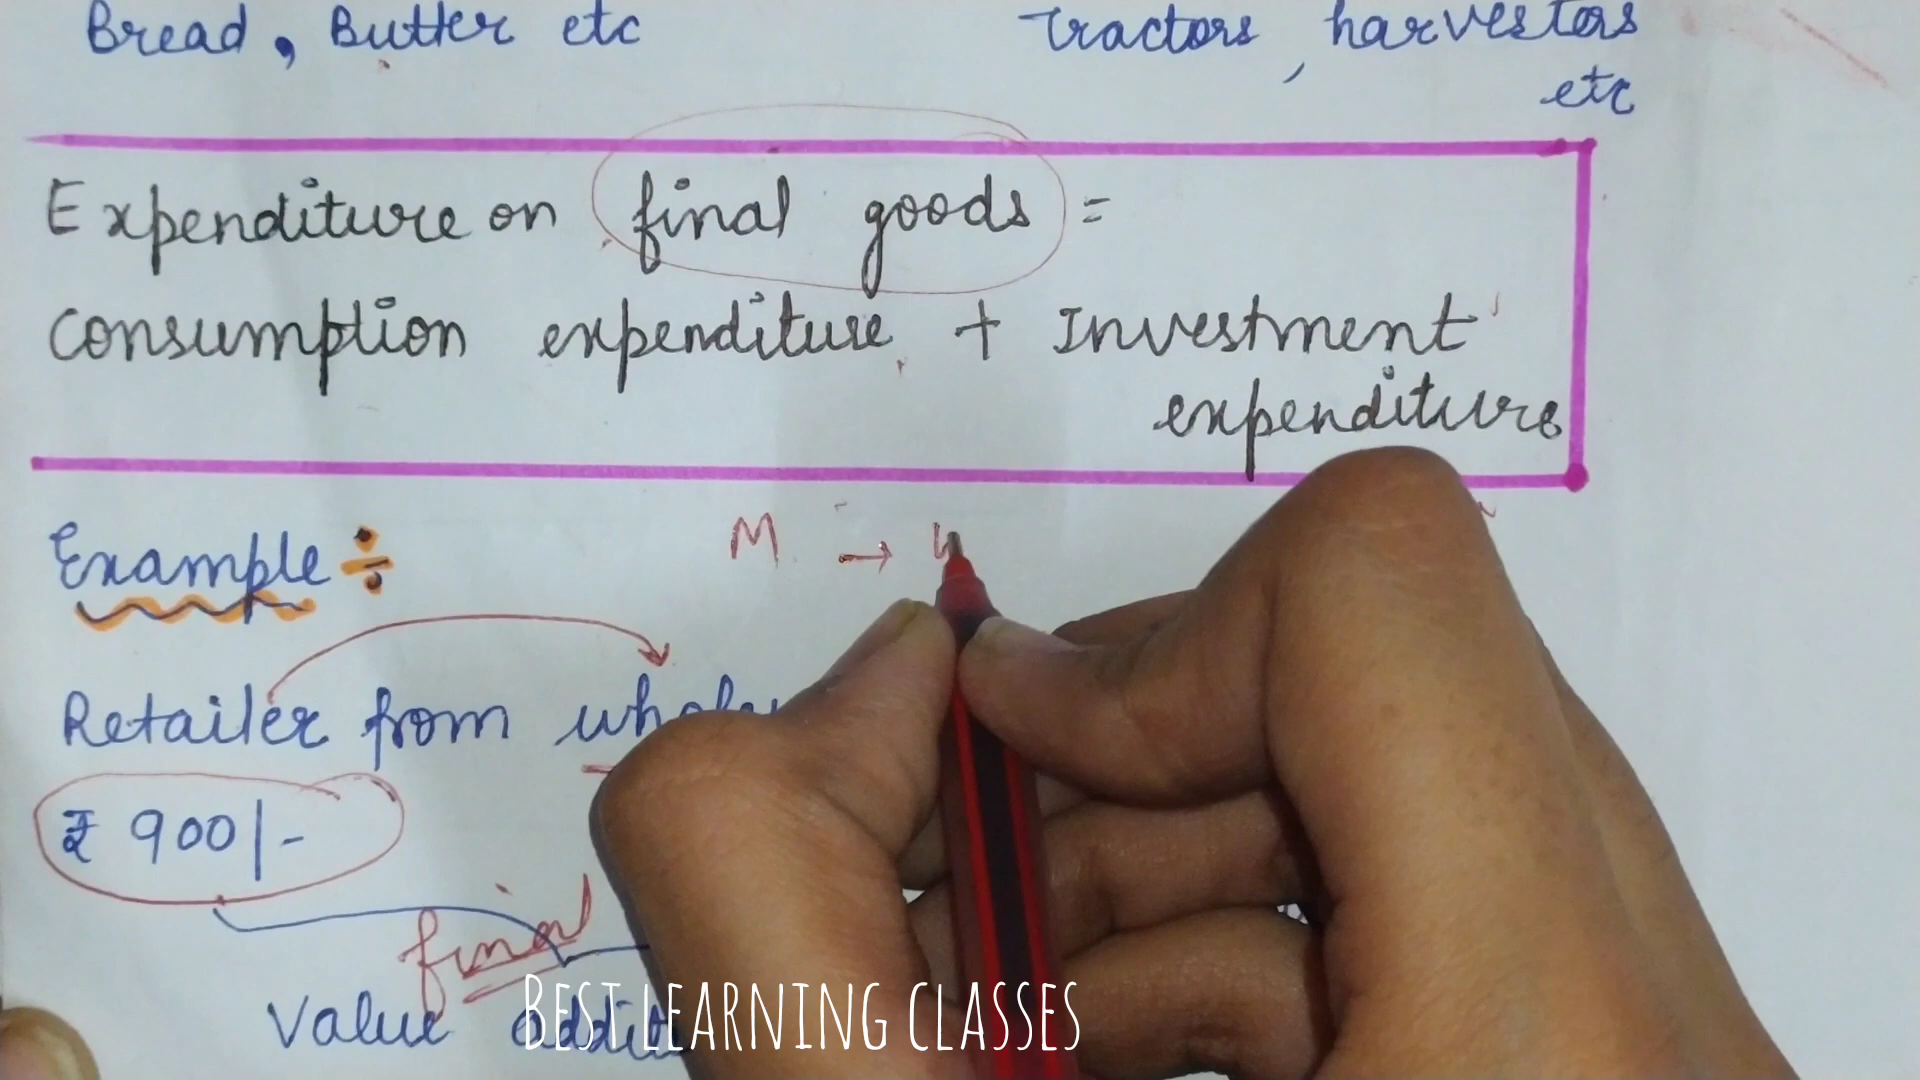 Bread, Butter etc
Tractors, harvestors
etc
Expenditure on final goods =
Consumption expenditure + Investment
expenditure
Example ÷
M →
Retailer from
₹ 900/-
final
Value
BEST LEARNING CLASSES